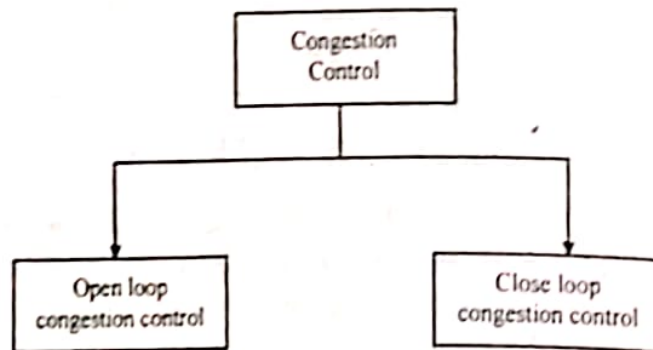 Congestion
Control
Open loop
congestion control
Close loop
congestion control